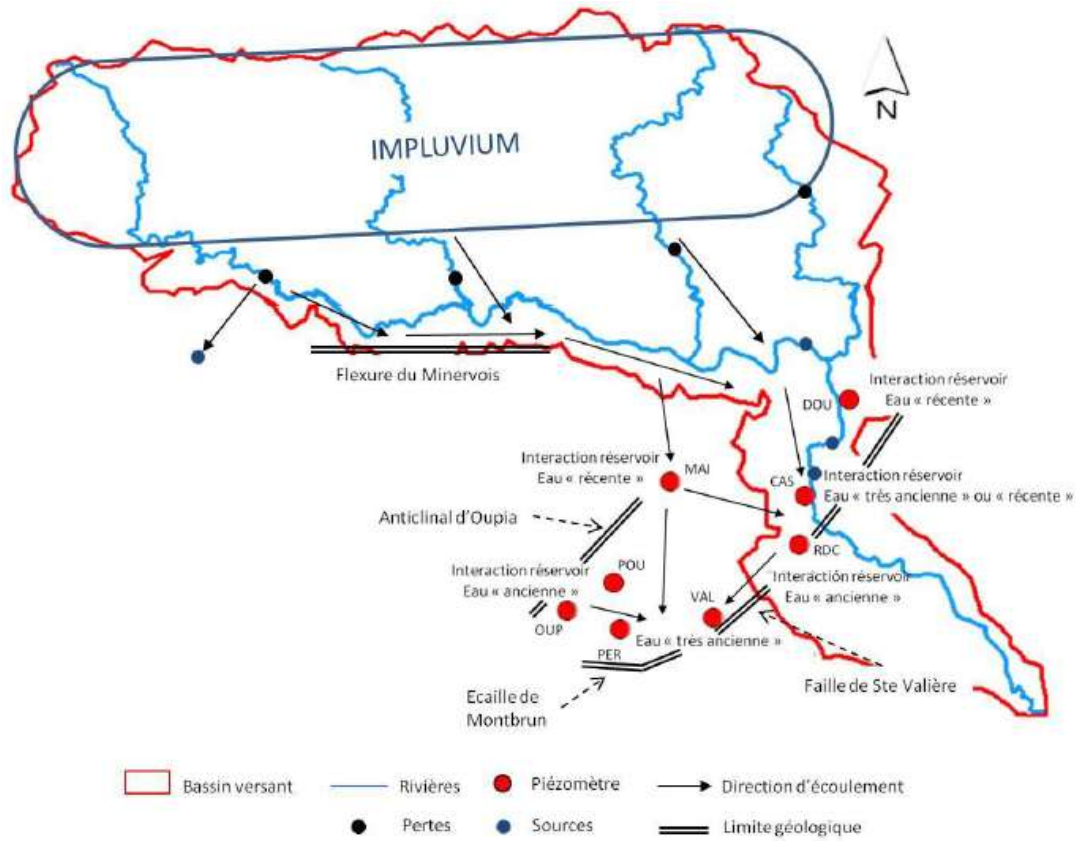 N
IMPLUVIUM
Flexure du Minervois
Interaction réservoir
Eau « récente »
DOU
Interaction réservoir
Eau « récente »
MAI
CAS
Interaction réservoir
Eau « très ancienne » ou « récente »
Anticlinal d'Oupia
RDC
Interaction réservoir
Eau « ancienne »
POU
Interaction réservoir
Eau « ancienne »
VAL
OUP
PER
Eau « très ancienne »
Ecaille de
Montbrun
Faille de Ste Valière
Bassin versant
Rivières
Piézomètre
Direction d'écoulement
Pertes
Sources
Limite géologique